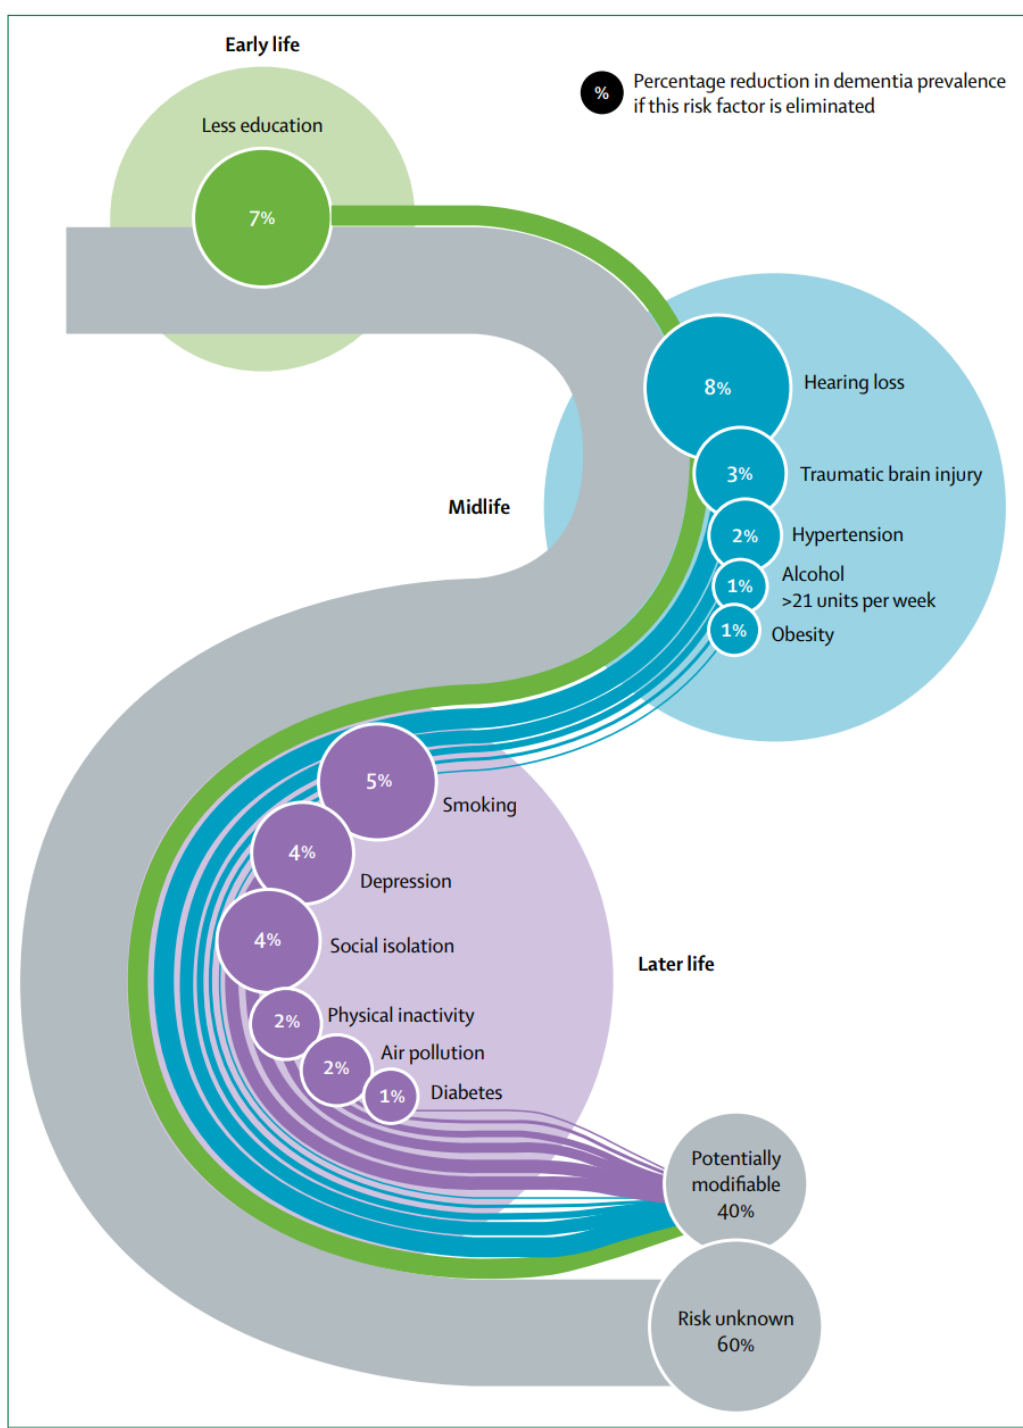 Early life
% Percentage reduction in dementia prevalence
if this risk factor is eliminated
Less education
7%
8%
Hearing loss
3%
Traumatic brain injury
Midlife
2%
Hypertension
1%
Alcohol
>21 units per week
1%
Obesity
5%
Smoking
4%
Depression
4%
Social isolation
Later life
2%
Physical inactivity
2%
Air pollution
1%
Diabetes
Potentially
modifiable
40%
Risk unknown
60%